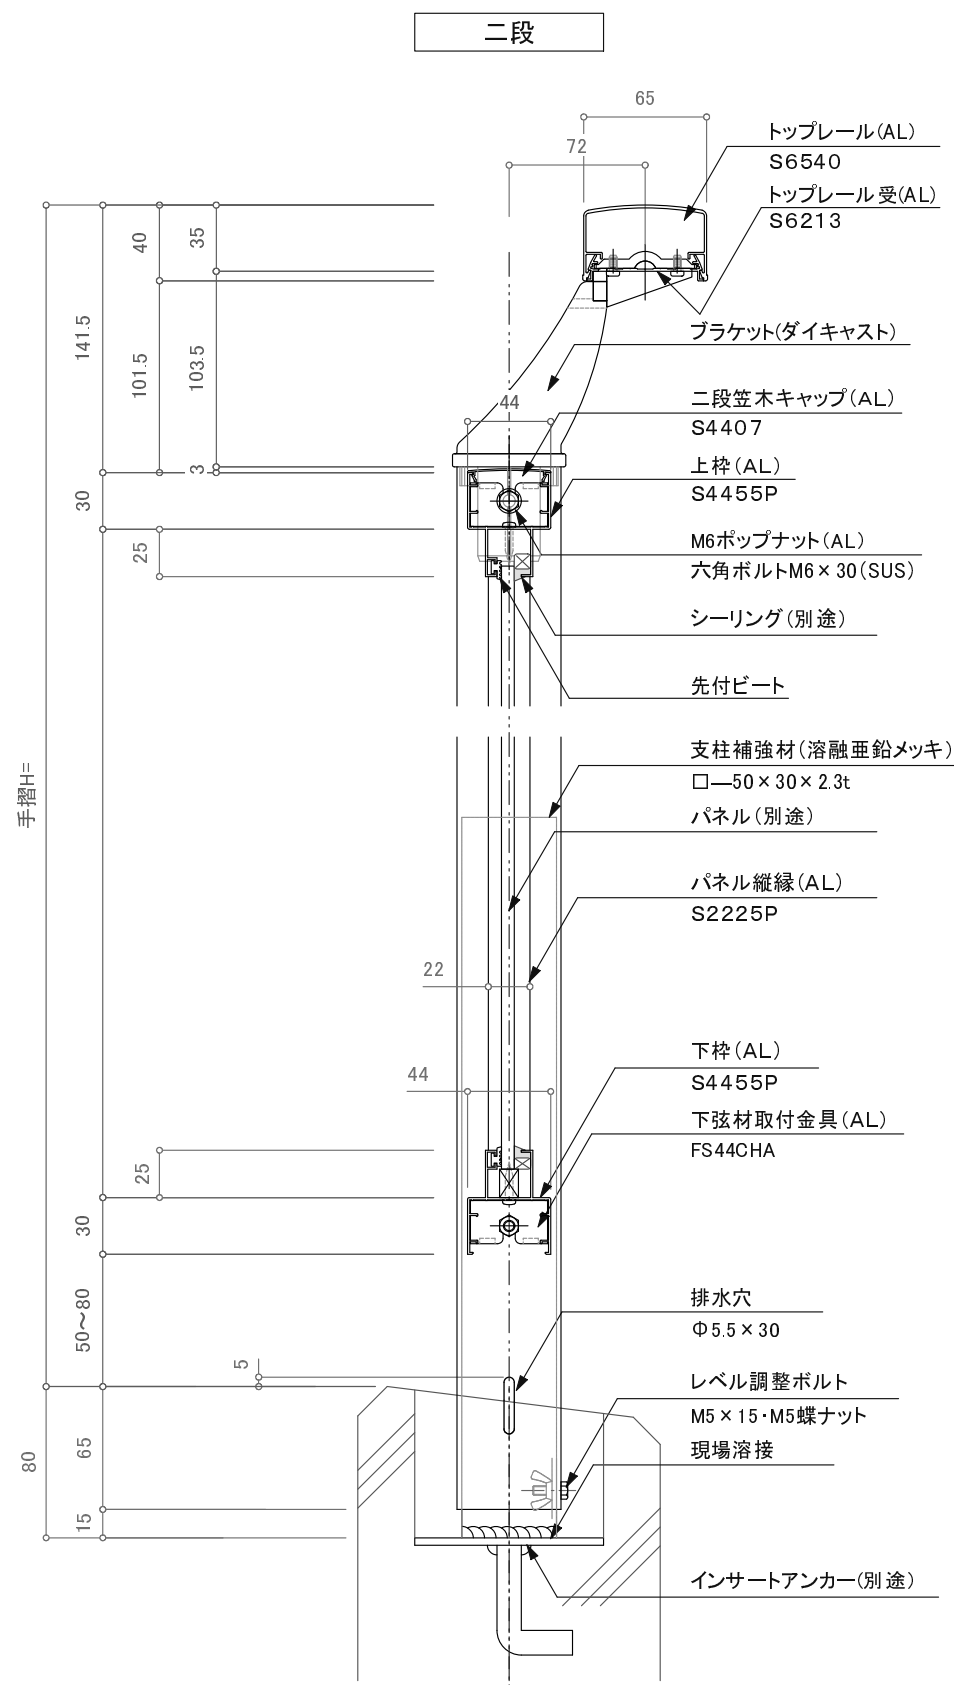 二段
65
72
トップレール(AL)
S6540
トップレール受(AL)
S6213
40
35
141.5
101.5
103.5
ブラケット(ダイキャスト)
44
二段笠木キャップ(AL)
S4407
3
上枠(AL)
S4455P
30
25
M6ポップナット(AL)
六角ボルトM6×30(SUS)
シーリング(別途)
先付ビート
手摺H=
支柱補強材(溶融亜鉛メッキ)
□—50×30×2.3t
パネル(別途)
パネル縦縁(AL)
S2225P
22
下枠(AL)
S4455P
44
下弦材取付金具(AL)
FS44CHA
25
30
50〜80
排水穴
Φ5.5×30
5
レベル調整ボルト
M5×15・M5蝶ナット
現場溶接
80
65
15
インサートアンカー(別途)